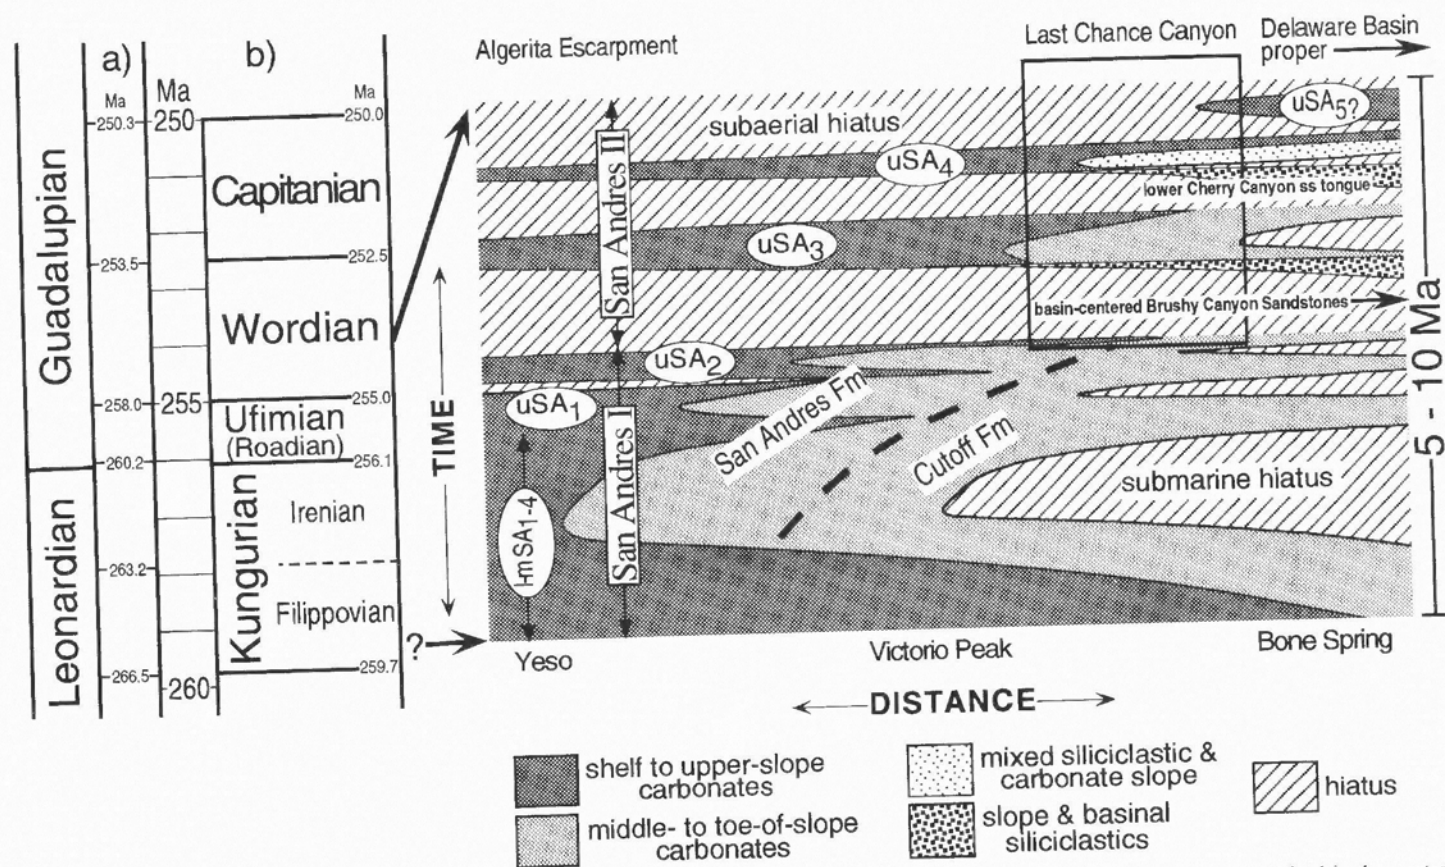 a)
b)
Ma
Ma
Ma
250.3
250
250.0
Guadalupian
Capitanian
253.5
252.5
Wordian
258.0
255
255.0
Ufimian
(Roadian)
260.2
256.1
Leonardian
Kungurian
Irenian
263.2
Filippovian
266.5
260
259.7
?
TIME
Algerita Escarpment
Last Chance Canyon
Delaware Basin
proper
subaerial hiatus
uSA5?
uSA4
lower Cherry Canyon ss tongue
San Andres II
uSA3
basin-centered Brushy Canyon Sandstones
uSA2
uSA1
San Andres Fm
Cutoff Fm
submarine hiatus
l-mSA1-4
San Andres I
5 - 10 Ma
Yeso
Victorio Peak
Bone Spring
DISTANCE
shelf to upper-slope
carbonates
middle- to toe-of-slope
carbonates
mixed siliciclastic &
carbonate slope
slope & basinal
siliciclastics
hiatus